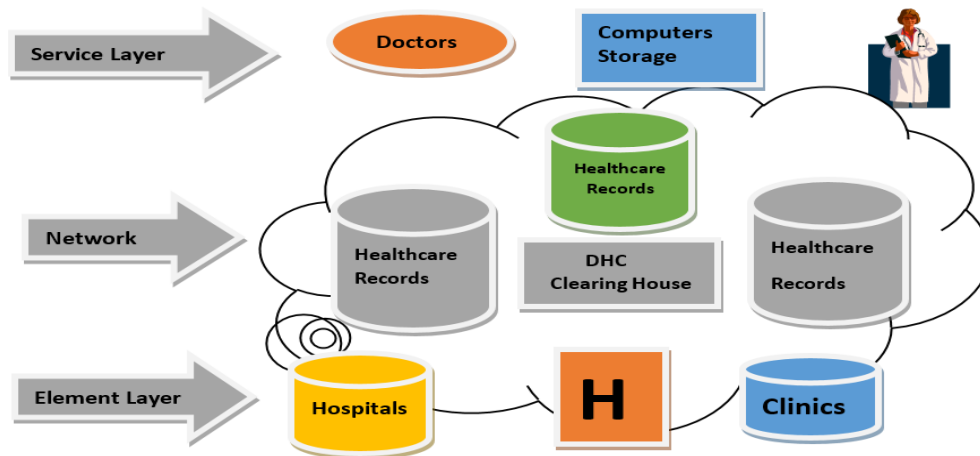 Service Layer
Doctors
Computers
Storage
Healthcare
Records
Network
Healthcare
Records
DHC
Clearing House
Healthcare
Records
Element Layer
Hospitals
H
Clinics